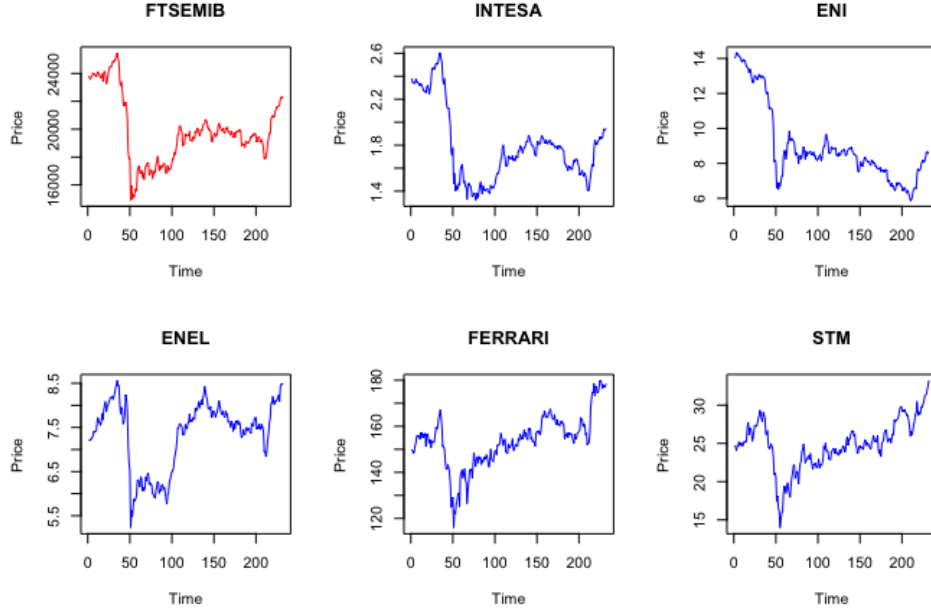 FTSEMIB
Price
16000 20000 24000
0 50 100 150 200
Time
INTESA
Price
1.4 1.8 2.2 2.6
0 50 100 150 200
Time
ENI
Price
6 8 10 12 14
0 50 100 150 200
Time
ENEL
Price
5.5 6.5 7.5 8.5
0 50 100 150 200
Time
FERRARI
Price
120 140 160 180
0 50 100 150 200
Time
STM
Price
15 20 25 30
0 50 100 150 200
Time